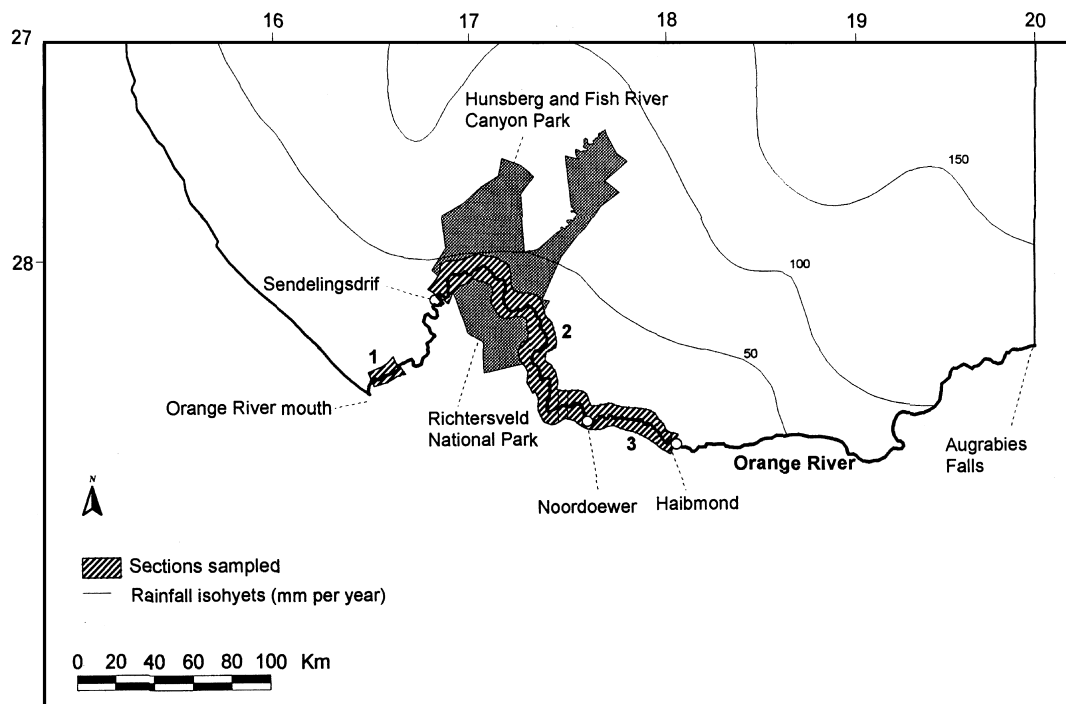 16
17
18
19
20
27
Hunsberg and Fish River
Canyon Park
150
28
100
Sendelingsdrif
2
1
50
Orange River mouth
Richtersveld
National Park
3
Orange River
Augrabies
Falls
Noordoewer
Haibmond
N
Sections sampled
Rainfall isohyets (mm per year)
0 20 40 60 80 100 Km